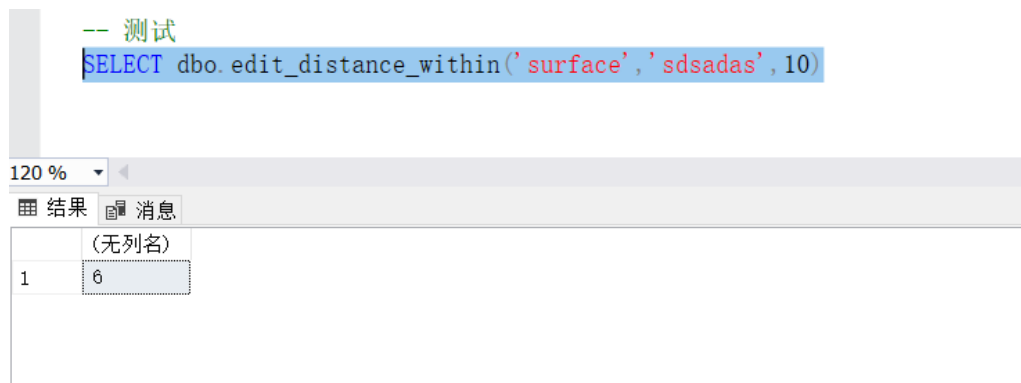 -- 测试
SELECT dbo.edit_distance_within('surface','sdsadas',10)
120 %
结果 消息
(无列名)
1 6